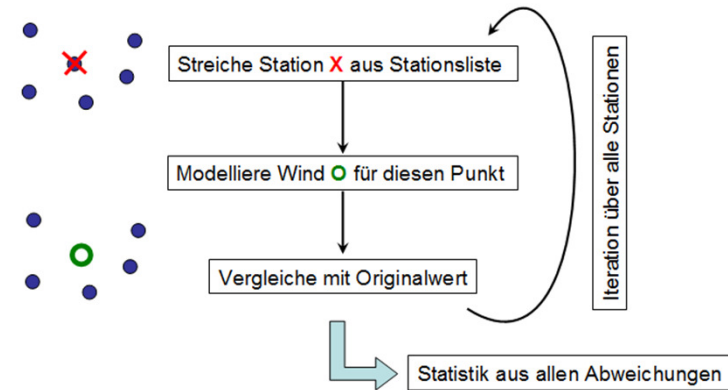 Streiche Station X aus Stationsliste
Modelliere Wind O für diesen Punkt
Vergleiche mit Originalwert
Iteration über alle Stationen
Statistik aus allen Abweichungen